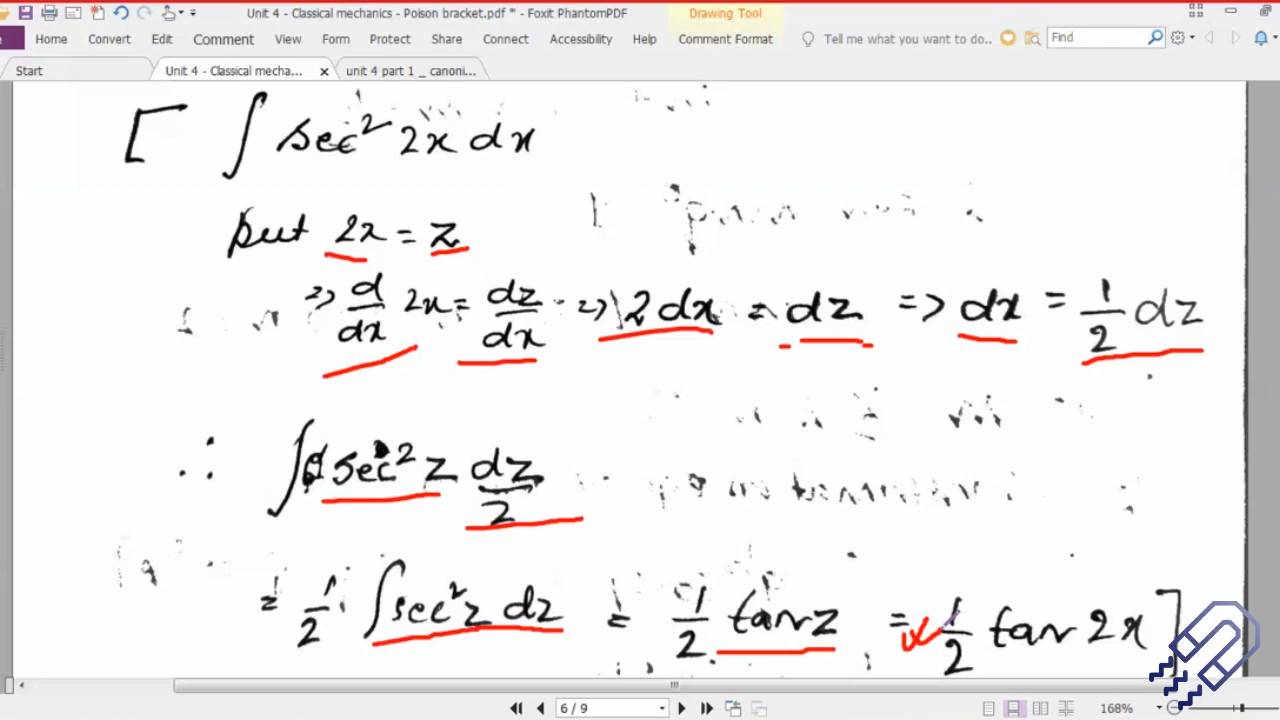 Unit 4 - Classical mechanics - Poison bracket.pdf * - Foxit PhantomPDF
Drawing Tool
Home Convert Edit Comment View Form Protect Share Connect Accessibility Help Comment Format Tell me what you want to do.. Find
Start Unit 4 - Classical mecha... × unit 4 part 1 _ canoni...
[ ∫ sec² 2x dx
put 2x = z
⇒ d/dx 2x = dz/dx ⇒ 2 dx = dz ⇒ dx = 1/2 dz
∴ ∫ sec² z dz/2
= 1/2 ∫ sec² z dz = 1/2 tan z = 1/2 tan 2x ]
6 / 9 168%